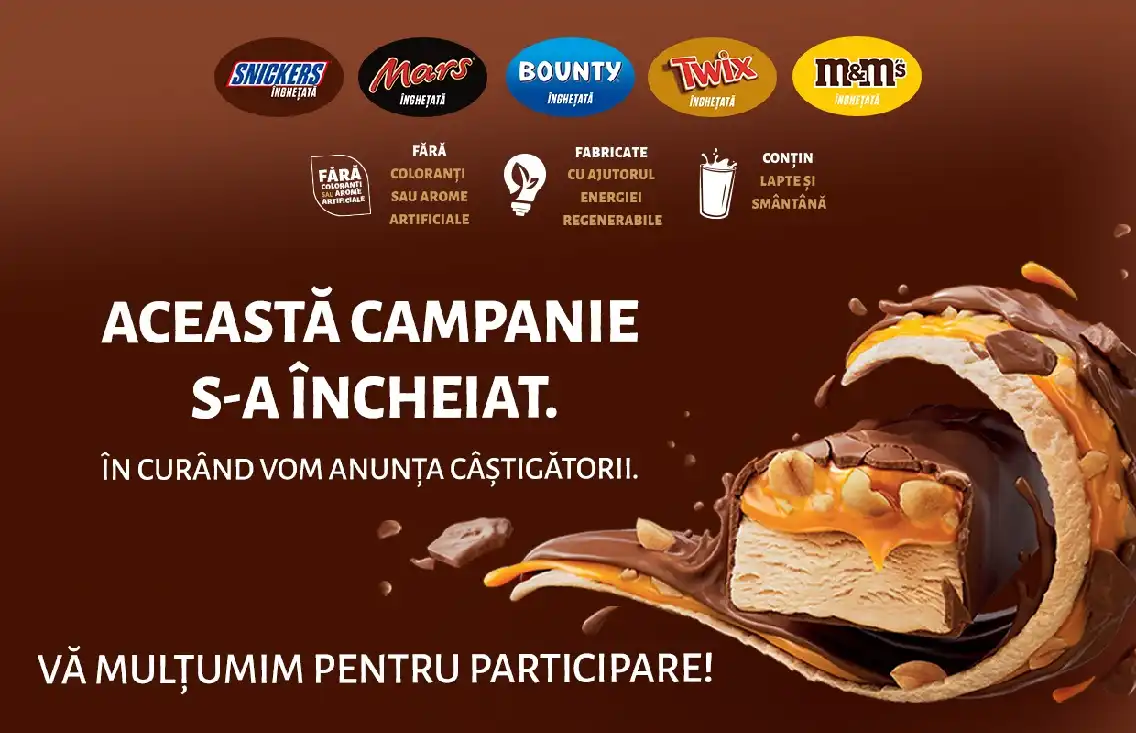 SNICKERS
ÎNGHEȚATĂ
Mars
ÎNGHEȚATĂ
BOUNTY
ÎNGHEȚATĂ
TWIX
ÎNGHEȚATĂ
m&m's
ÎNGHEȚATĂ
FĂRĂ
COLORANȚI
SAU AROME
ARTIFICIALE
FĂRĂ
COLORANȚI
SAU AROME
ARTIFICIALE
FABRICATE
CU AJUTORUL
ENERGIEI
REGENERABILE
CONȚIN
LAPTE ȘI
SMÂNTÂNĂ
ACEASTĂ CAMPANIE
S-A ÎNCHEIAT.
ÎN CURÂND VOM ANUNȚA CÂȘTIGĂTORII.
VĂ MULȚUMIM PENTRU PARTICIPARE!